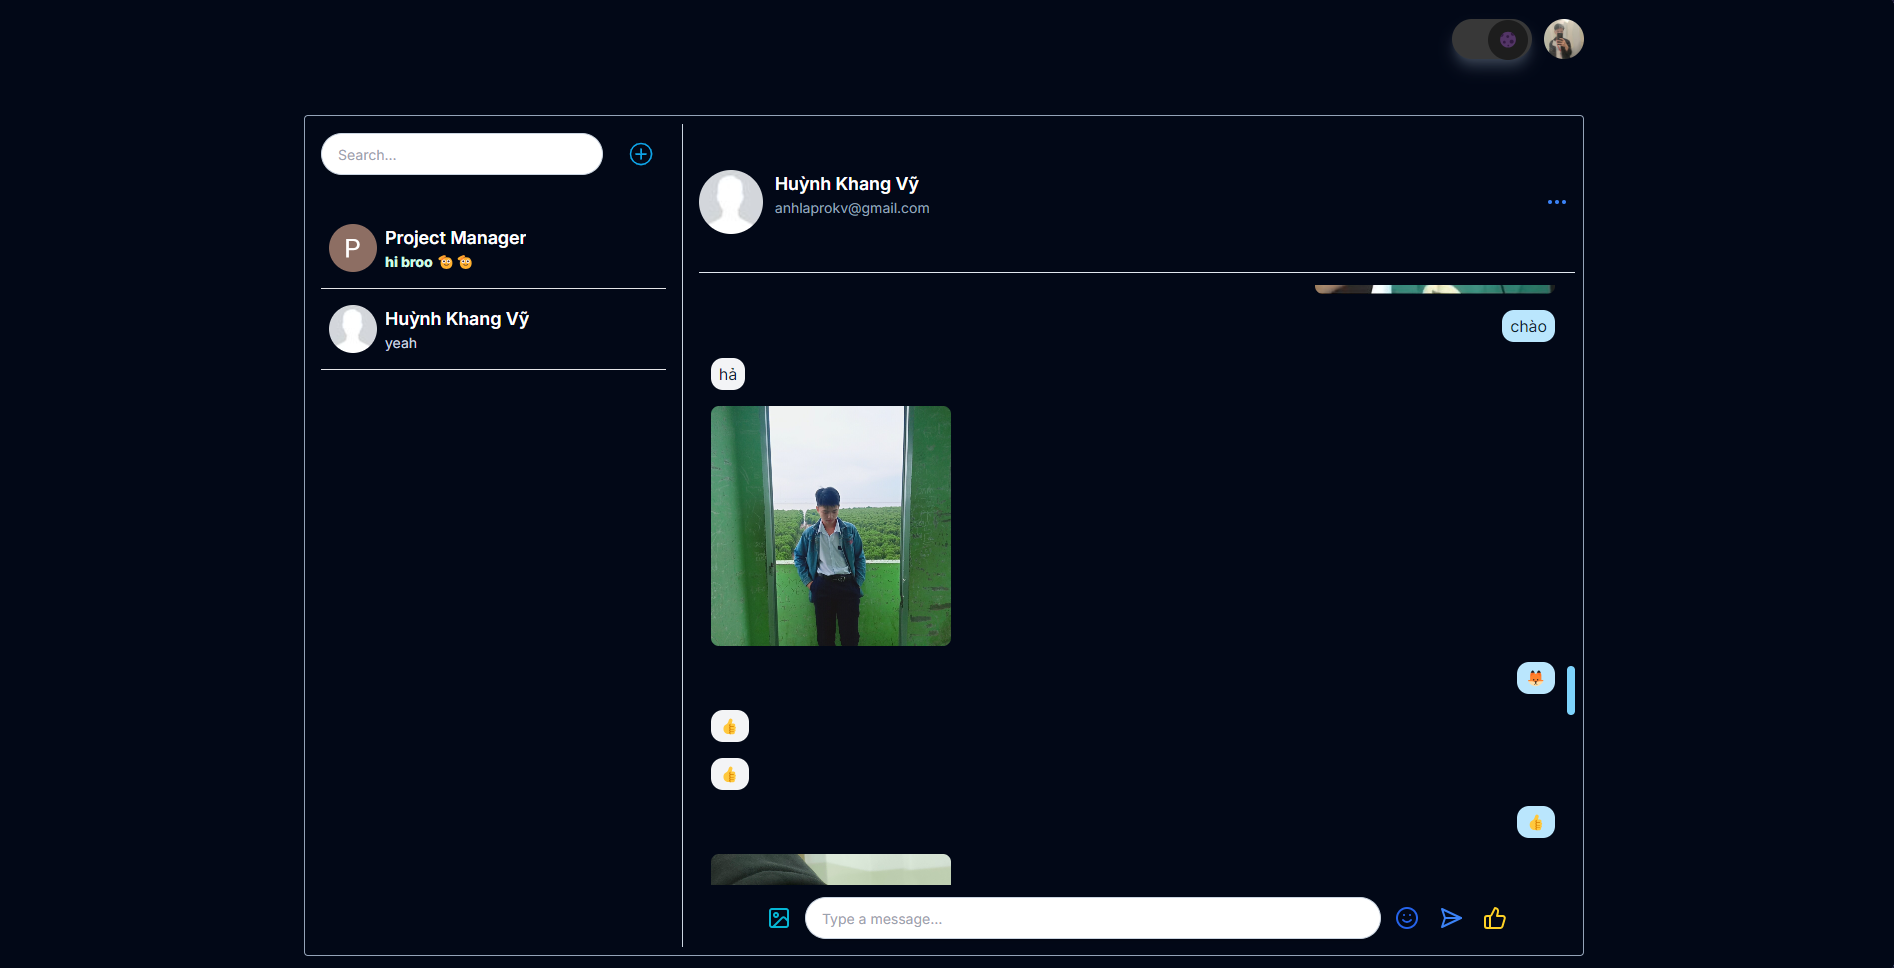 Search...
P
Project Manager
hi broo 🤕🤕
Huỳnh Khang Vỹ
yeah
Huỳnh Khang Vỹ
anhlaprokv@gmail.com
chào
hả
🦊
👍
👍
👍
Type a message...